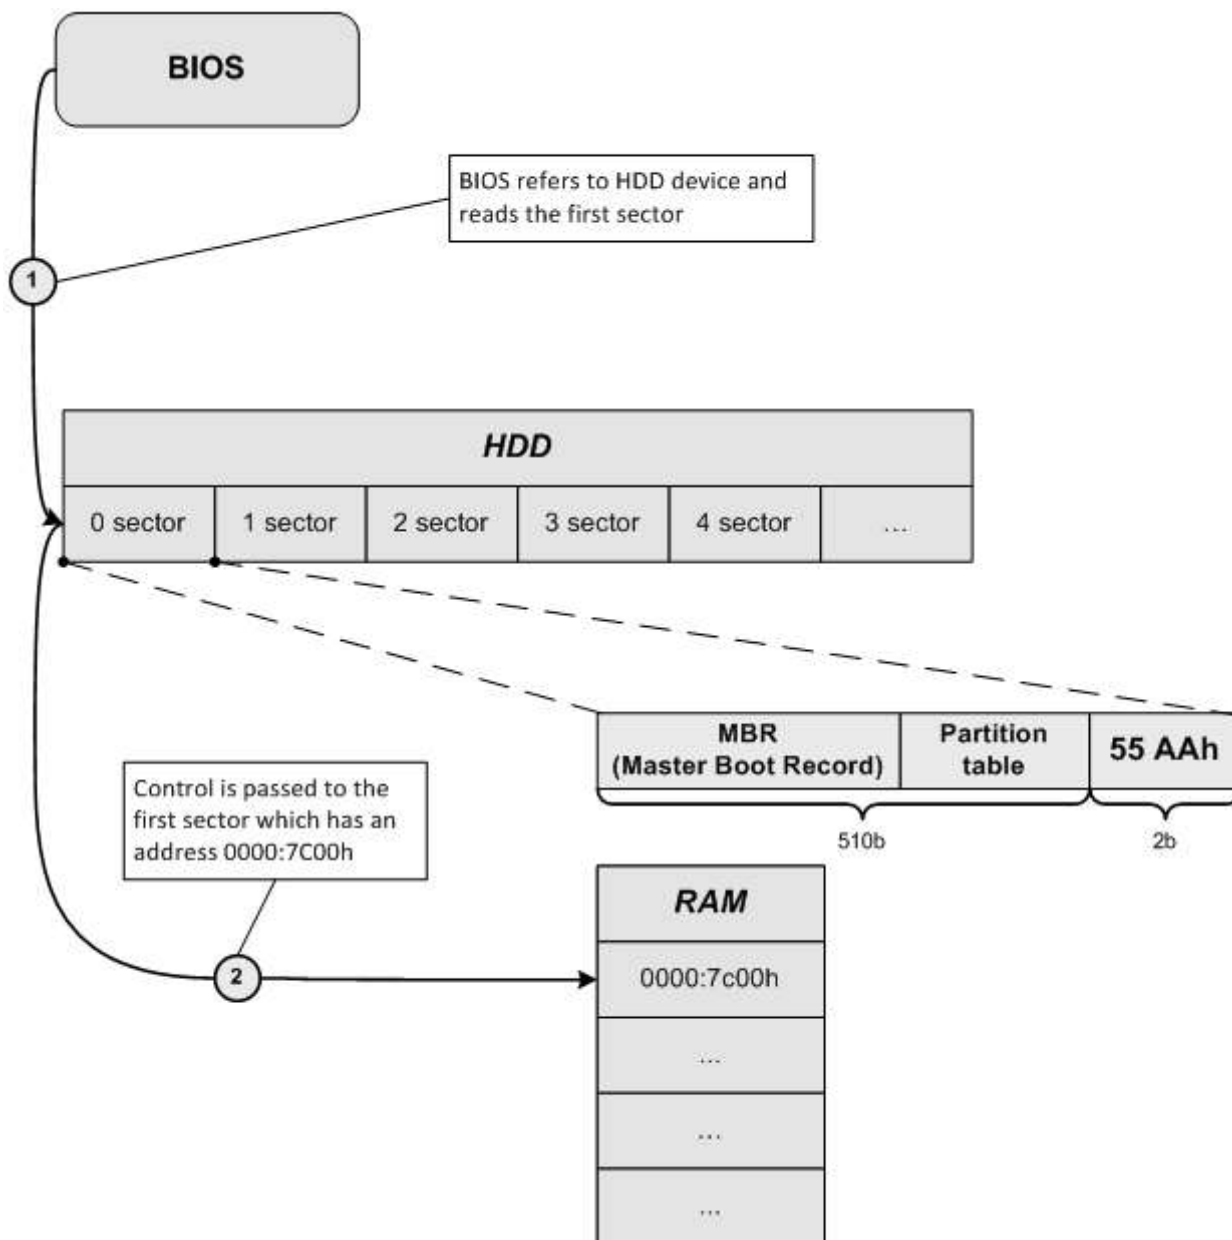 BIOS
BIOS refers to HDD device and
reads the first sector
1
HDD
0 sector
1 sector
2 sector
3 sector
4 sector
...
MBR
(Master Boot Record)
Partition
table
55 AAh
510b
2b
Control is passed to the
first sector which has an
address 0000:7C00h
2
RAM
0000:7c00h
...
...
...